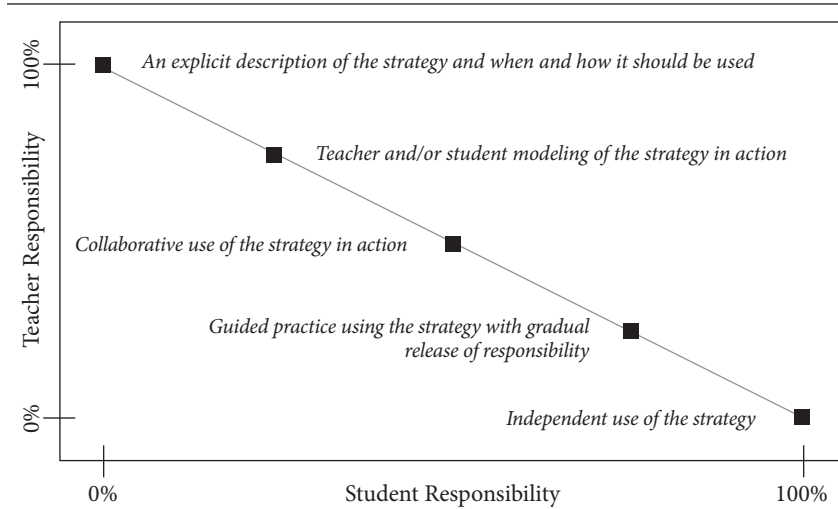 100%
An explicit description of the strategy and when and how it should be used
Teacher and/or student modeling of the strategy in action
Teacher Responsibility
Collaborative use of the strategy in action
Guided practice using the strategy with gradual
release of responsibility
0%
Independent use of the strategy
0%
Student Responsibility
100%